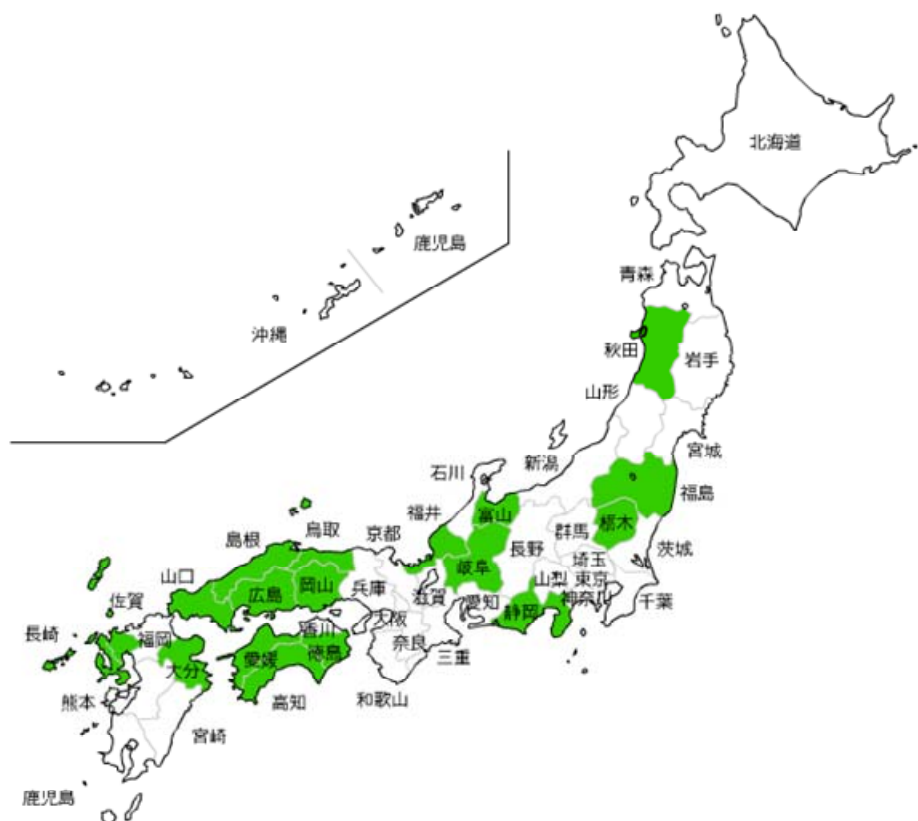 北海道
鹿児島
青森
沖縄
秋田
岩手
山形
宮城
石川
新潟
福島
福井
富山
栃木
島根
鳥取
京都
群馬
長野
茨城
埼玉
岐阜
山口
広島
岡山
兵庫
滋賀
愛知
山梨
東京
佐賀
静岡
神奈川
千葉
長崎
福岡
香川
大阪
奈良
三重
愛媛
徳島
大分
熊本
高知
和歌山
宮崎
鹿児島